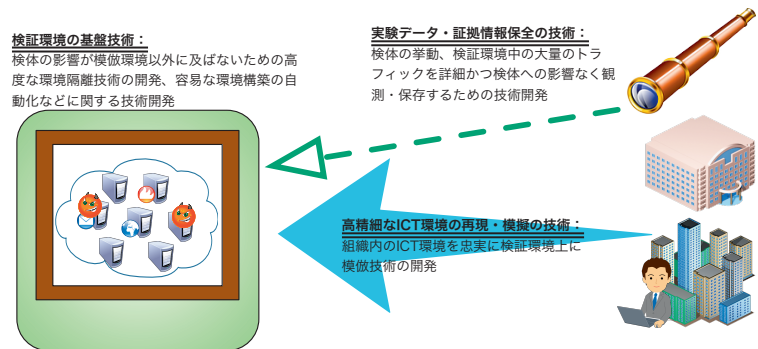 検証環境の基盤技術：
検体の影響が模倣環境以外に及ばないための高
度な環境隔離技術の開発、容易な環境構築の自
動化などに関する技術開発
実験データ・証拠情報保全の技術：
検体の挙動、検証環境中の大量のトラ
フィックを詳細かつ検体への影響なく観
測・保存するための技術開発
高精細なICT環境の再現・模擬の技術：
組織内のICT環境を忠実に検証環境上に
模倣技術の開発